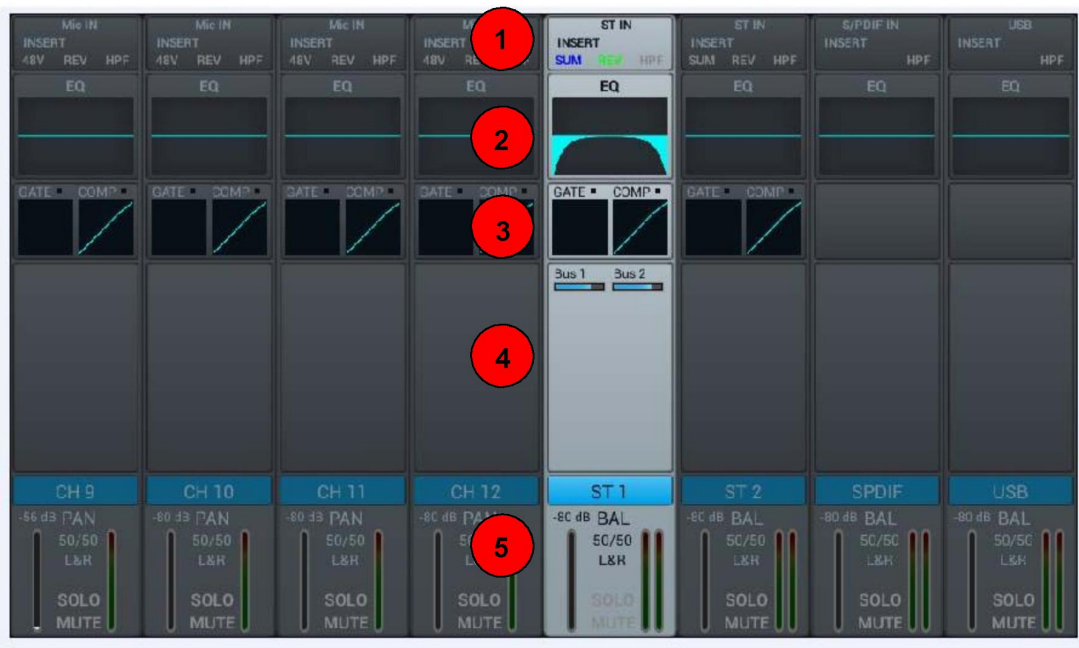 Mic IN Mic IN Mic IN 1 ST IN ST IN S/PDIF IN USB
INSERT INSERT INSERT INSERT INSERT INSERT INSERT INSERT
48V REV HPF 48V REV HPF 48V REV HPF 48V SUM REV HPF SUM REV HPF HPF HPF
EQ EQ EQ EQ EQ EQ EQ EQ
2
GATE COMP GATE COMP GATE COMP GATE COMP GATE COMP GATE COMP
3
Bus 1 Bus 2
4
CH 9 CH 10 CH 11 CH 12 ST 1 ST 2 SPDIF USB
-56 dB PAN -80 dB PAN -80 dB PAN -80 dB -80 dB BAL -80 dB BAL -80 dB BAL -80 dB BAL
50/50 50/50 50/50 5 50/50 50/50 50/50 50/50
L&R L&R L&R L&R L&R L&R L&R
SOLO SOLO SOLO SOLO SOLO SOLO SOLO SOLO
MUTE MUTE MUTE MUTE MUTE MUTE MUTE MUTE